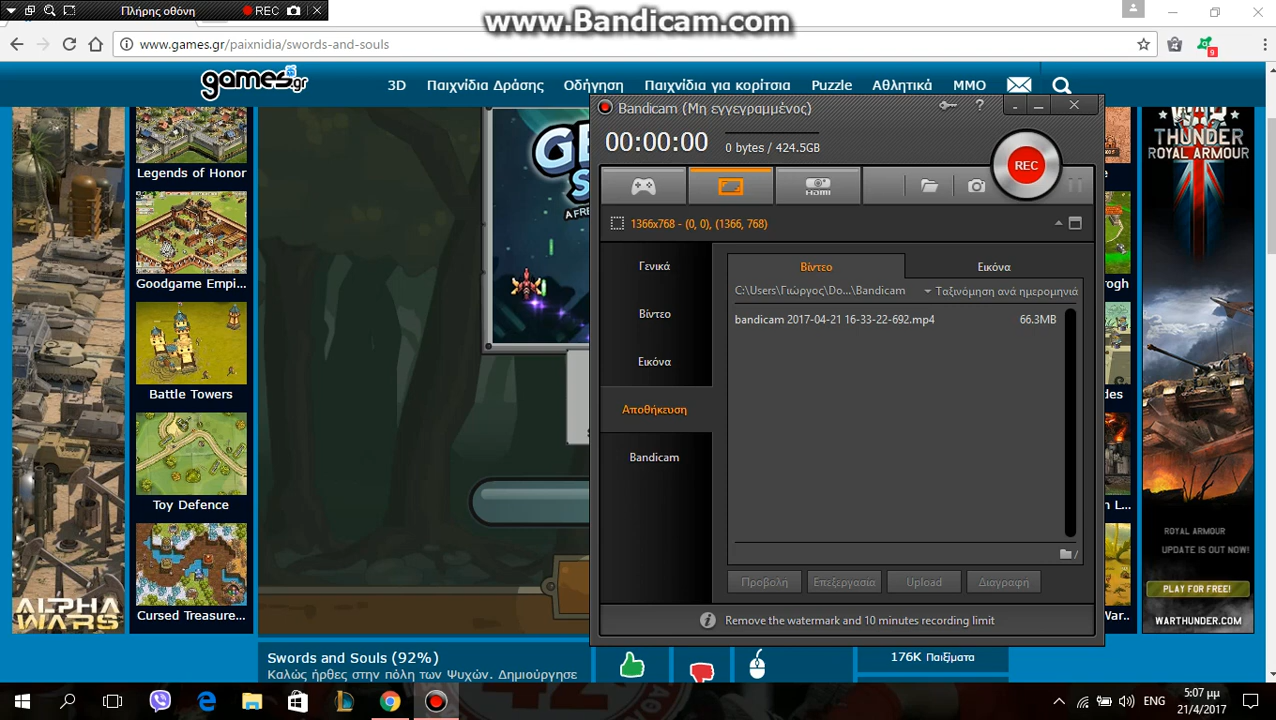 Πλήρης οθόνη
REC
www.Bandicam.com
www.games.gr/paixnidia/swords-and-souls
9
games.gr
3D
Παιχνίδια Δράσης
Οδήγηση
Παιχνίδια για κορίτσια
Puzzle
Αθλητικά
MMO
Legends of Honor
Goodgame Empi...
Battle Towers
Toy Defence
Cursed Treasure...
ALPHA
WARS
Bandicam (Μη εγγεγραμμένος)
00:00:00
0 bytes / 424.5GB
REC
HDMI
1366x768 - (0, 0), (1366, 768)
Γενικά
Βίντεο
Εικόνα
Αποθήκευση
Bandicam
Βίντεο
Εικόνα
C:\Users\Γιώργος\Do...\Bandicam
Ταξινόμηση ανά ημερομηνία
bandicam 2017-04-21 16-33-22-692.mp4
66.3MB
Προβολή
Επεξεργασία
Upload
Διαγραφή
Remove the watermark and 10 minutes recording limit
THUNDER
ROYAL ARMOUR
ROYAL ARMOUR
UPDATE IS OUT NOW!
PLAY FOR FREE!
WARTHUNDER.COM
Swords and Souls (92%)
Καλώς ήρθες στην πόλη των Ψυχών. Δημιούργησε
176K Παιξίματα
ENG
5:07 μμ
21/4/2017